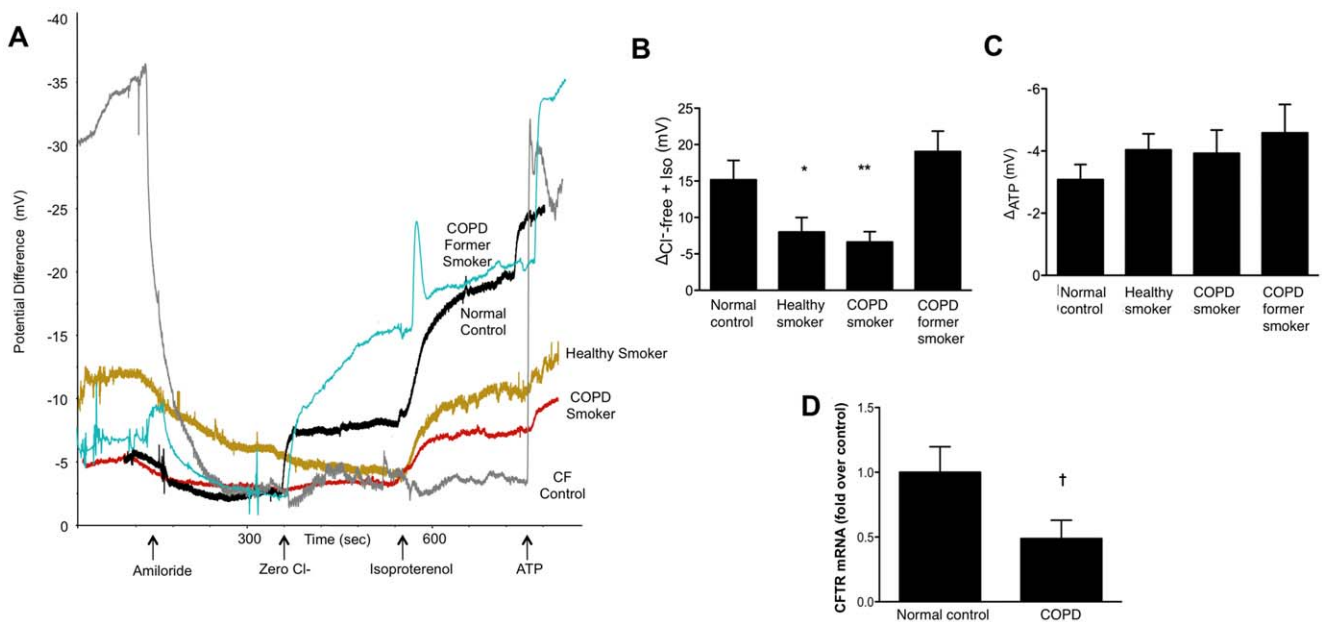 A
-40
-35
-30
-25
-20
-15
-10
-5
0
Potential Difference (mV)
COPD
Former
Smoker
Normal
Control
Healthy Smoker
COPD
Smoker
CF
Control
300
Time (sec)
600
Amiloride
Zero Cl-
Isoproterenol
ATP
B
ΔCl⁻-free + Iso (mV)
25
20
15
10
-5
0
*
**
Normal
control
Healthy
smoker
COPD
smoker
COPD
former
smoker
C
ΔATP (mV)
-6
-4
-2
0
Normal
control
Healthy
smoker
COPD
smoker
COPD
former
smoker
D
CFTR mRNA (fold over control)
1.5
1.0
0.5
0.0
†
Normal control
COPD